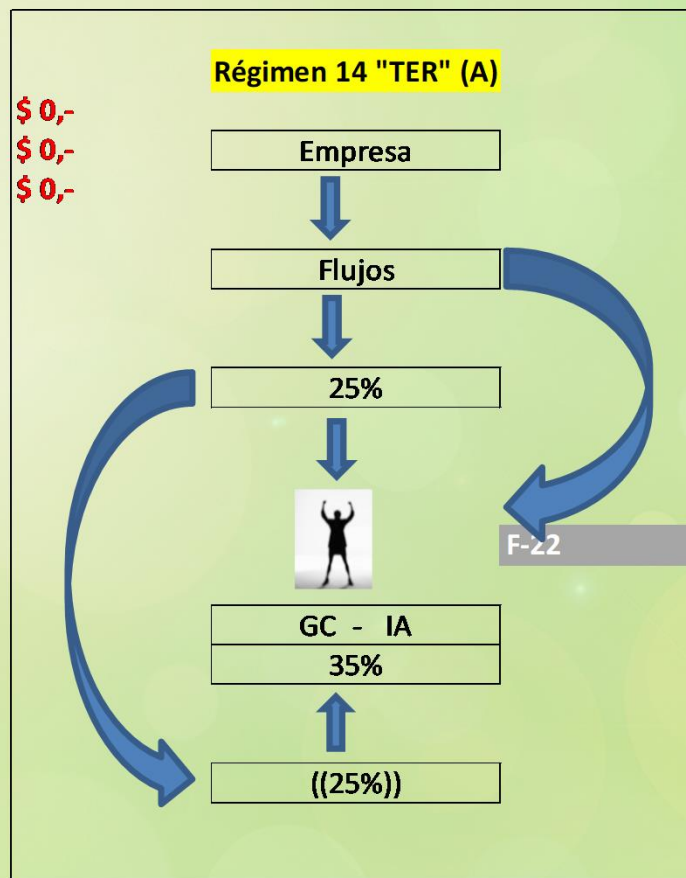 Régimen 14 "TER" (A)
$ 0,-
$ 0,-
$ 0,-
Empresa
Flujos
25%
F-22
GC - IA
35%
((25%))